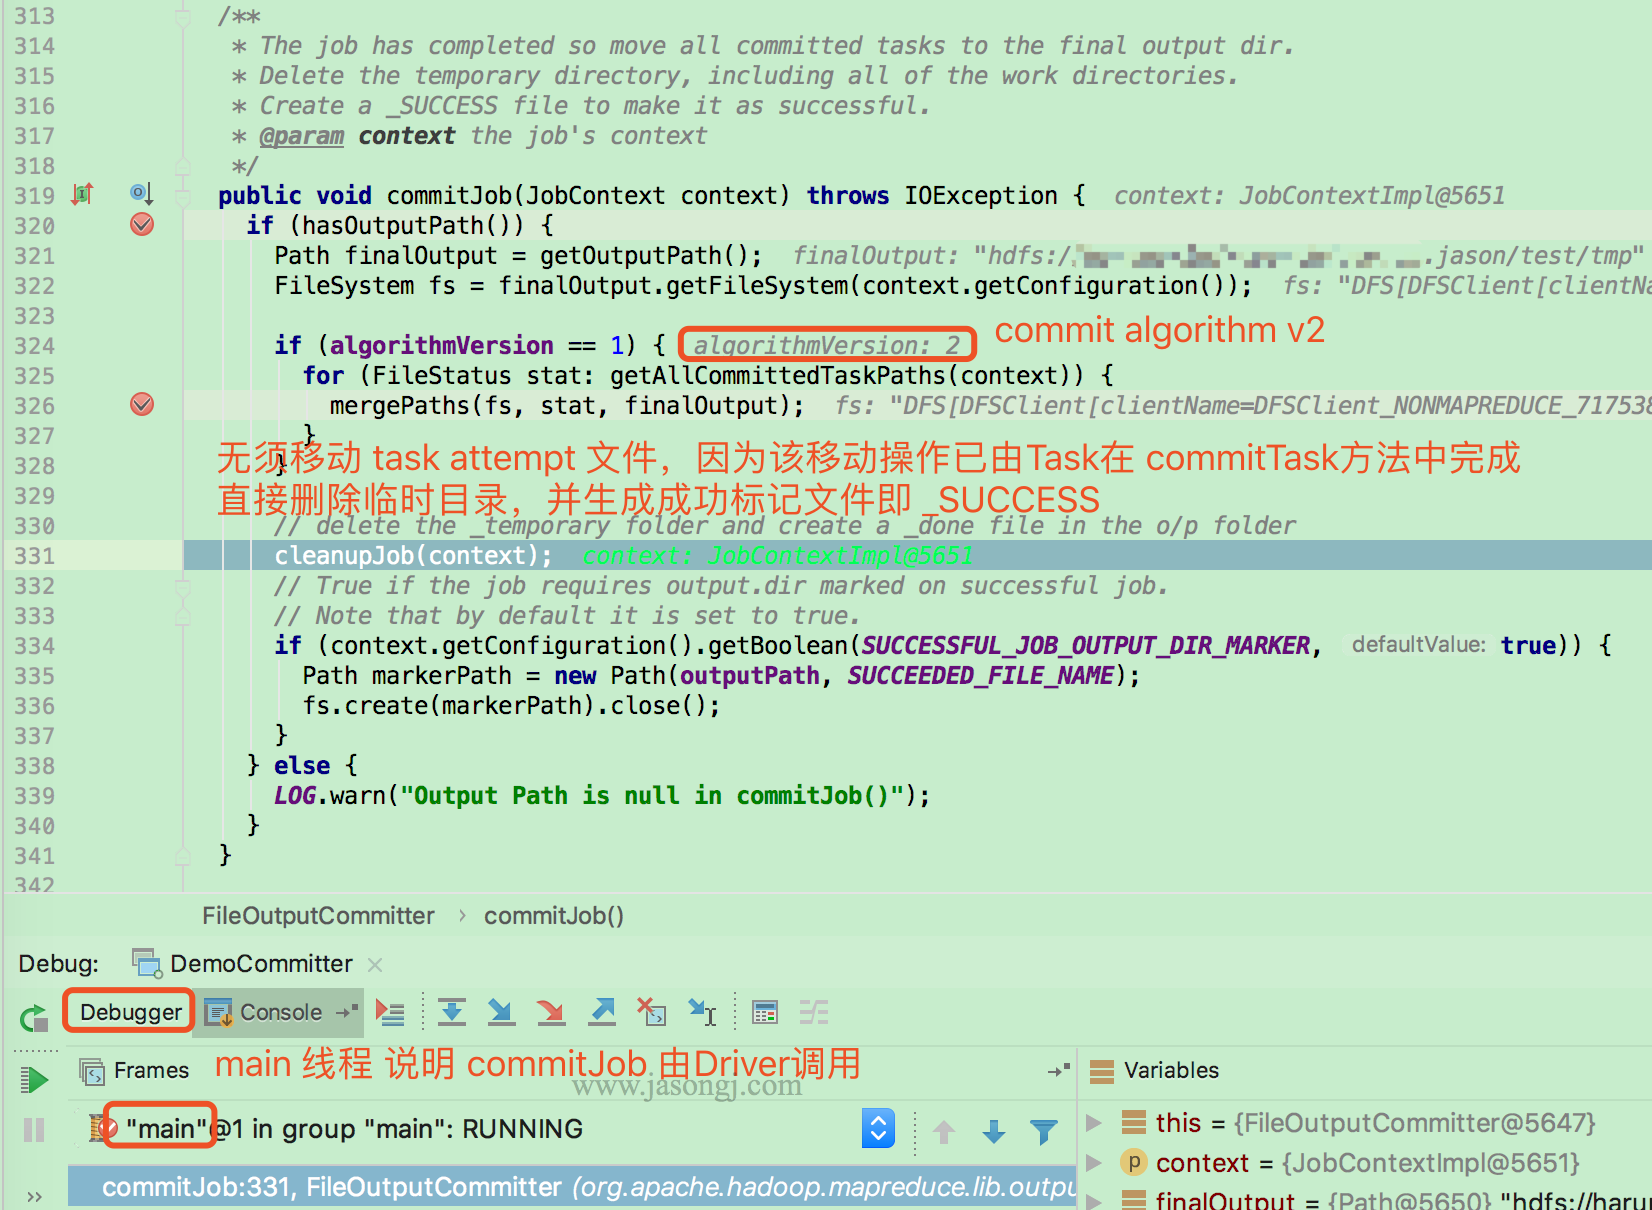 313 /**
314 * The job has completed so move all committed tasks to the final output dir.
315 * Delete the temporary directory, including all of the work directories.
316 * Create a _SUCCESS file to make it as successful.
317 * @param context the job's context
318 */
319 public void commitJob(JobContext context) throws IOException { context: JobContextImpl@5651
320 if (hasOutputPath()) {
321 Path finalOutput = getOutputPath(); finalOutput: "hdfs:/ .jason/test/tmp"
322 FileSystem fs = finalOutput.getFileSystem(context.getConfiguration()); fs: "DFS[DFSClient[clientNa
323
324 if (algorithmVersion == 1) { algorithmVersion: 2 commit algorithm v2
325 for (FileStatus stat: getAllCommittedTaskPaths(context)) {
326 mergePaths(fs, stat, finalOutput); fs: "DFS[DFSClient[clientName=DFSClient_NONMAPREDUCE_717538
327 }
328 }
无须移动 task attempt 文件，因为该移动操作已由Task在 commitTask方法中完成
329
直接删除临时目录，并生成成功标记文件即 _SUCCESS
330 // delete the _temporary folder and create a _done file in the o/p folder
331 cleanupJob(context); context: JobContextImpl@5651
332 // True if the job requires output.dir marked on successful job.
333 // Note that by default it is set to true.
334 if (context.getConfiguration().getBoolean(SUCCESSFUL_JOB_OUTPUT_DIR_MARKER, defaultValue: true)) {
335 Path markerPath = new Path(outputPath, SUCCEEDED_FILE_NAME);
336 fs.create(markerPath).close();
337 }
338 } else {
339 LOG.warn("Output Path is null in commitJob()");
340 }
341 }
342
FileOutputCommitter › commitJob()
Debug: DemoCommitter
Debugger Console
Frames main 线程 说明 commitJob 由Driver调用 Variables
www.jasongj.com
"main"@1 in group "main": RUNNING
this = {FileOutputCommitter@5647}
context = {JobContextImpl@5651}
commitJob:331, FileOutputCommitter (org.apache.hadoop.mapreduce.lib.outpu
finalOutput = {Path@5650} "hdfs://harun